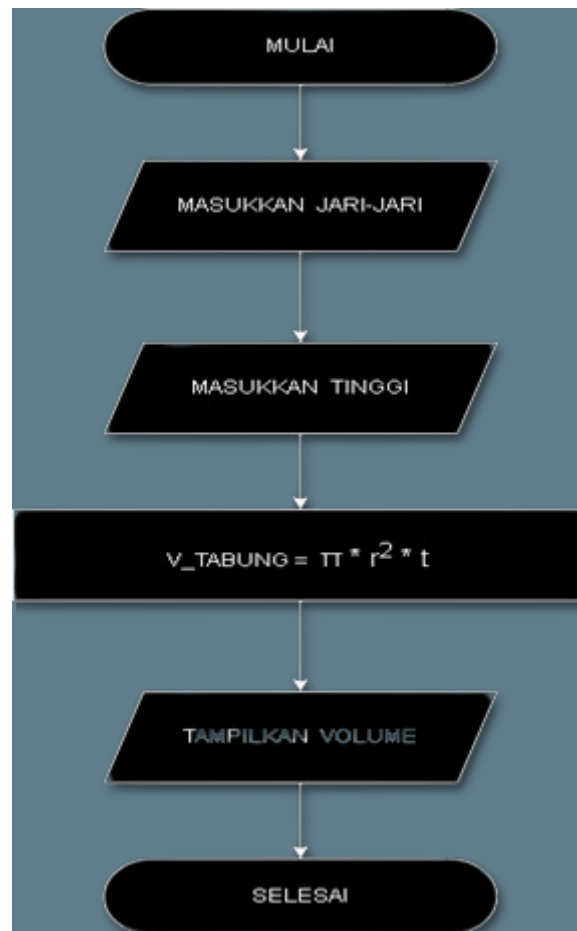 MULAI
MASUKKAN JARI-JARI
MASUKKAN TINGGI
V_TABUNG = π * r² * t
TAMPILKAN VOLUME
SELESAI